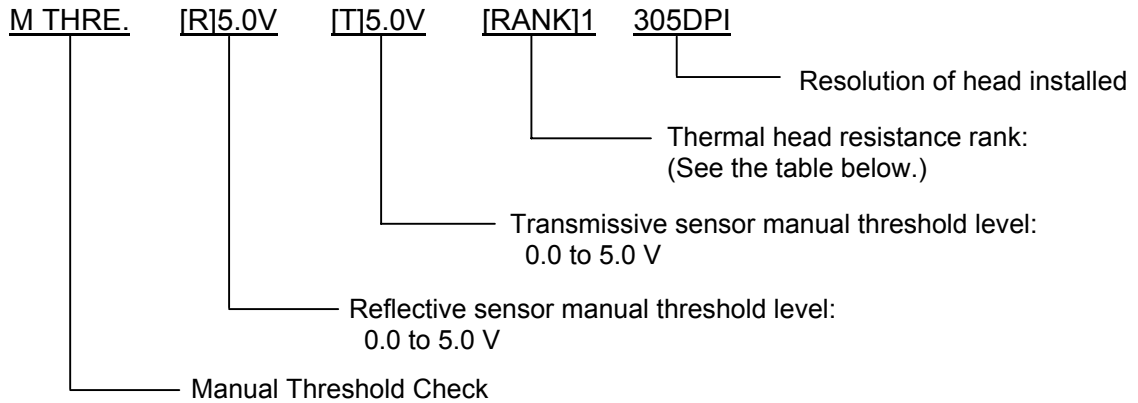 M THRE. [R]5.0V [T]5.0V [RANK]1 305DPI
Resolution of head installed
Thermal head resistance rank:
(See the table below.)
Transmissive sensor manual threshold level:
0.0 to 5.0 V
Reflective sensor manual threshold level:
0.0 to 5.0 V
Manual Threshold Check